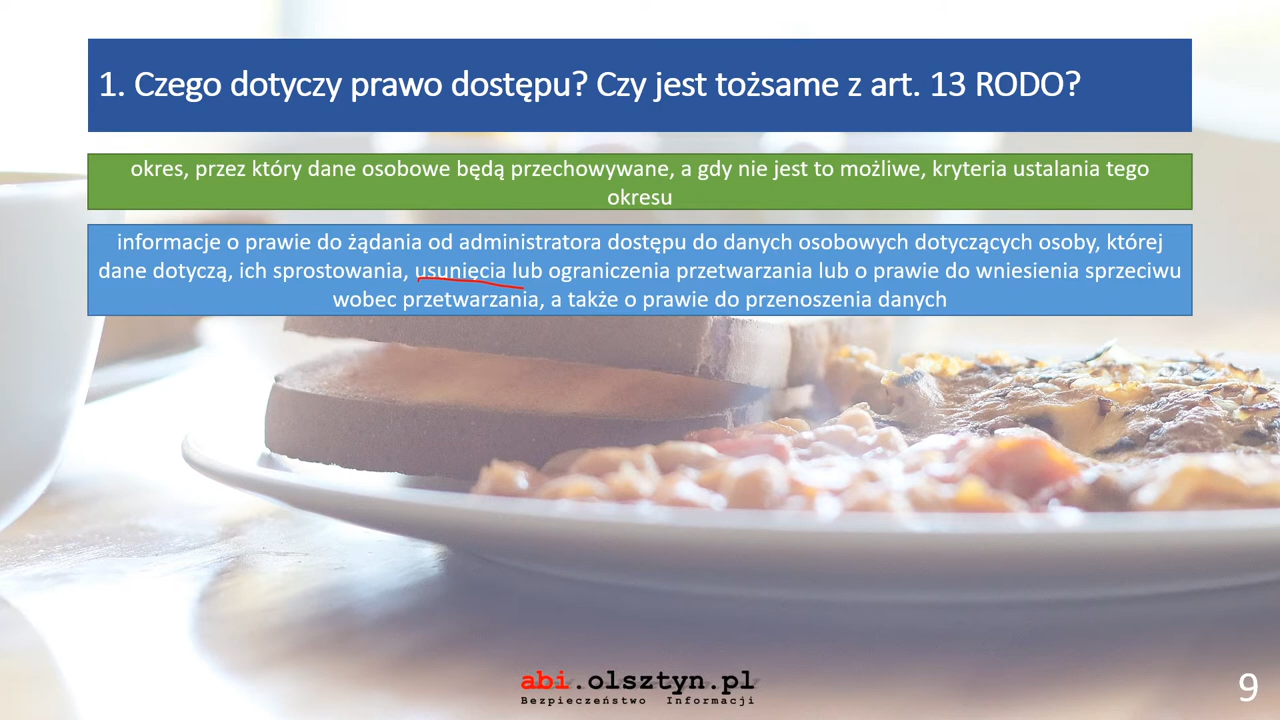 1. Czego dotyczy prawo dostępu? Czy jest tożsame z art. 13 RODO?
okres, przez który dane osobowe będą przechowywane, a gdy nie jest to możliwe, kryteria ustalania tego
okresu
informacje o prawie do żądania od administratora dostępu do danych osobowych dotyczących osoby, której
dane dotyczą, ich sprostowania, usunięcia lub ograniczenia przetwarzania lub o prawie do wniesienia sprzeciwu
wobec przetwarzania, a także o prawie do przenoszenia danych
abi.olsztyn.pl
Bezpieczeństwo Informacji
9